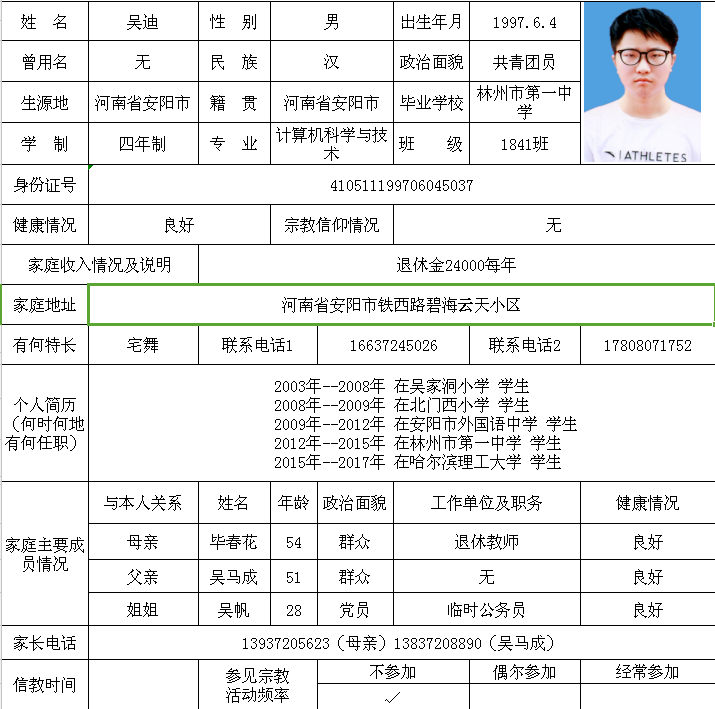 姓 名 吴迪 性 别 男 出生年月 1997.6.4
曾用名 无 民 族 汉 政治面貌 共青团员
生源地 河南省安阳市 籍 贯 河南省安阳市 毕业学校 林州市第一中
学
学 制 四年制 专 业 计算机科学与技
术 班 级 1841班
ATHLETES
身份证号 410511199706045037
健康情况 良好 宗教信仰情况 无
家庭收入情况及说明 退休金24000每年
家庭地址 河南省安阳市铁西路碧海云天小区
有何特长 宅舞 联系电话1 16637245026 联系电话2 17808071752
个人简历
（何时何地
有何任职）
2003年--2008年 在吴家洞小学 学生
2008年--2009年 在北门西小学 学生
2009年--2012年 在安阳市外国语中学 学生
2012年--2015年 在林州市第一中学 学生
2015年--2017年 在哈尔滨理工大学 学生
家庭主要成
员情况
与本人关系 姓名 年龄 政治面貌 工作单位及职务 健康情况
母亲 毕春花 54 群众 退休教师 良好
父亲 吴马成 51 群众 无 良好
姐姐 吴帆 28 党员 临时公务员 良好
家长电话 13937205623（母亲）13837208890（吴马成）
信教时间 参见宗教
活动频率 不参加 偶尔参加 经常参加
✓